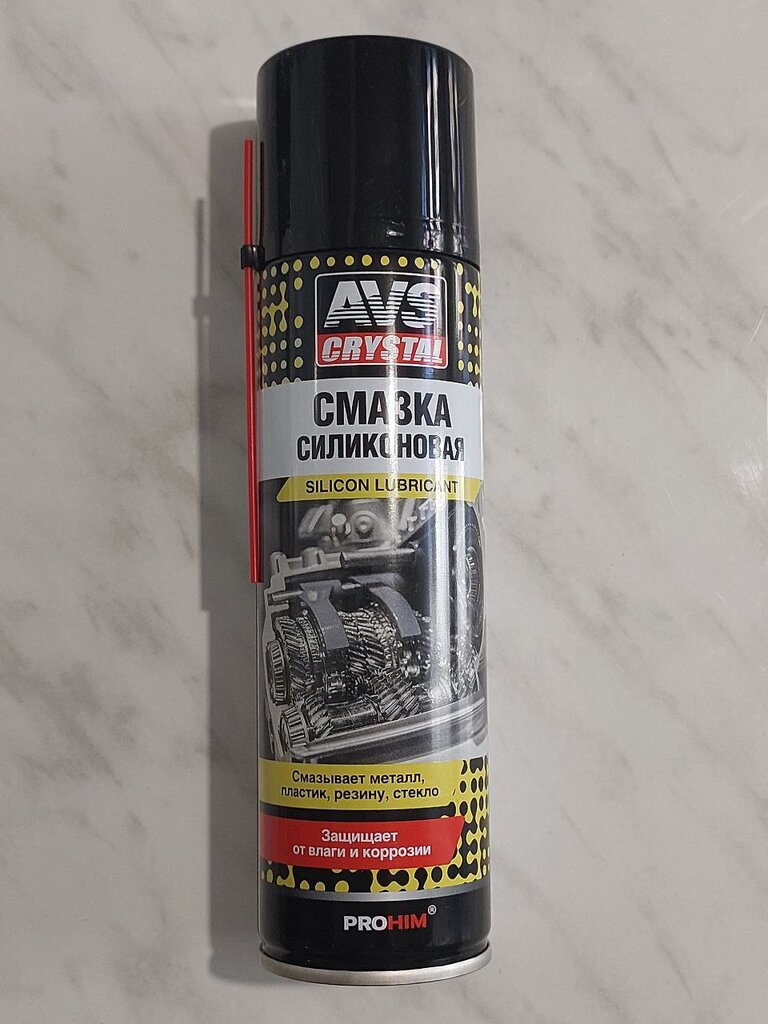 AVS
CRYSTAL
СМАЗКА
СИЛИКОНОВАЯ
SILICON LUBRICANT
Смазывает металл,
пластик, резину, стекло
Защищает
от влаги и коррозии
PROHIM®